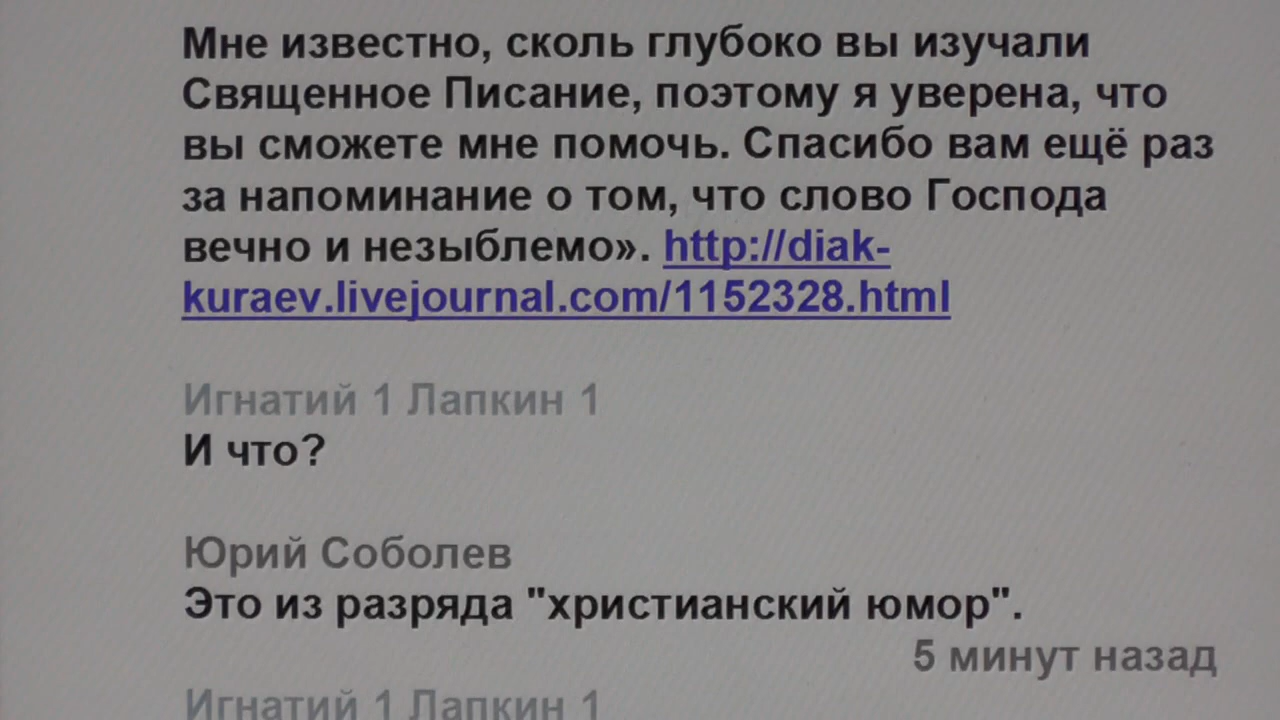 Мне известно, сколь глубоко вы изучали
Священное Писание, поэтому я уверена, что
вы сможете мне помочь. Спасибо вам ещё раз
за напоминание о том, что слово Господа
вечно и незыблемо». http://diak-
kuraev.livejournal.com/1152328.html
Игнатий 1 Лапкин 1
И что?
Юрий Соболев
Это из разряда "христианский юмор".
5 минут назад
Игнатий 1 Лапкин 1